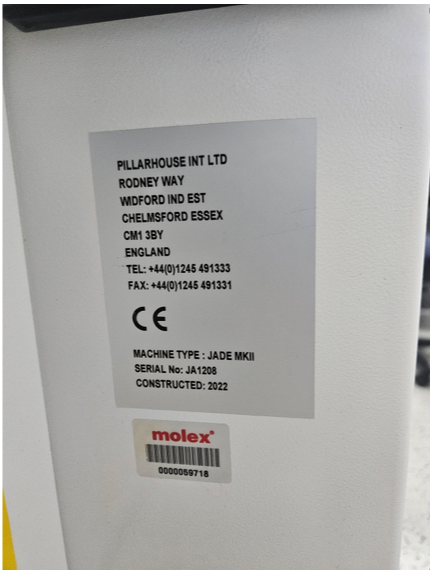 PILLARHOUSE INT LTD
RODNEY WAY
WIDFORD IND EST
CHELMSFORD ESSEX
CM1 3BY
ENGLAND
TEL: +44(0)1245 491333
FAX: +44(0)1245 491331
CE
MACHINE TYPE : JADE MKII
SERIAL No: JA1208
CONSTRUCTED: 2022
molex®
0000059718